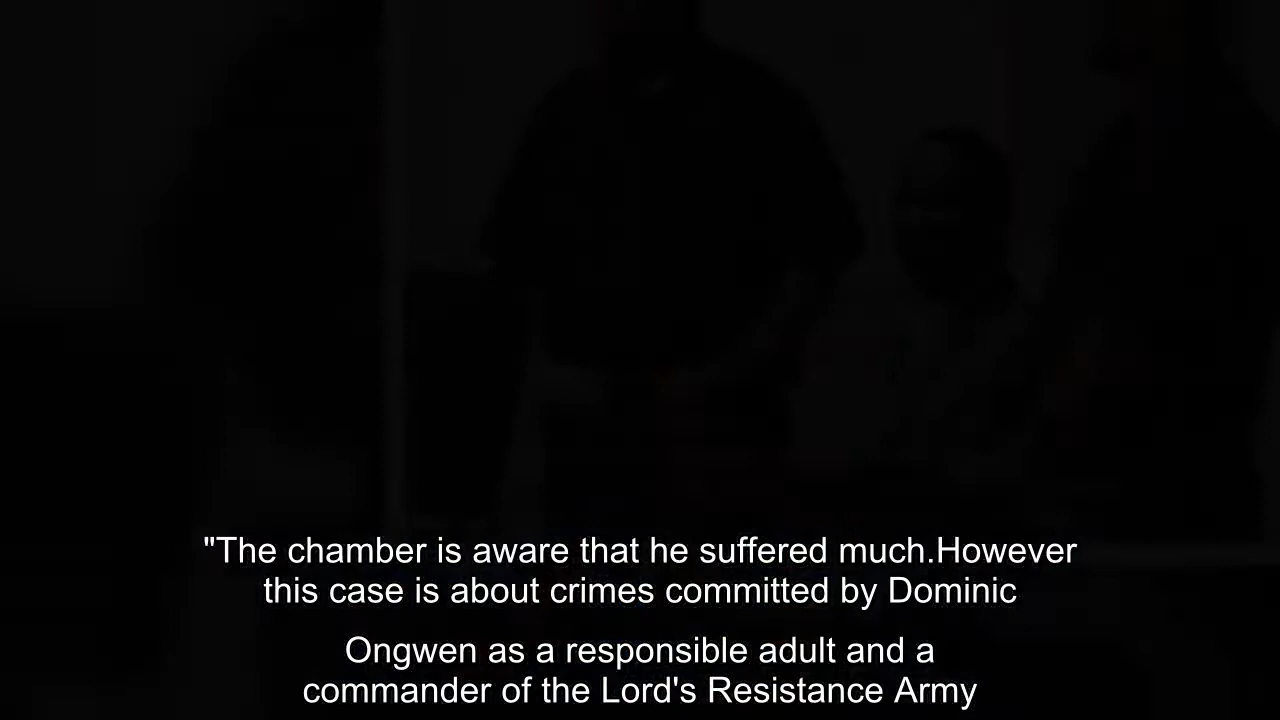 "The chamber is aware that he suffered much.However
this case is about crimes committed by Dominic
Ongwen as a responsible adult and a
commander of the Lord's Resistance Army